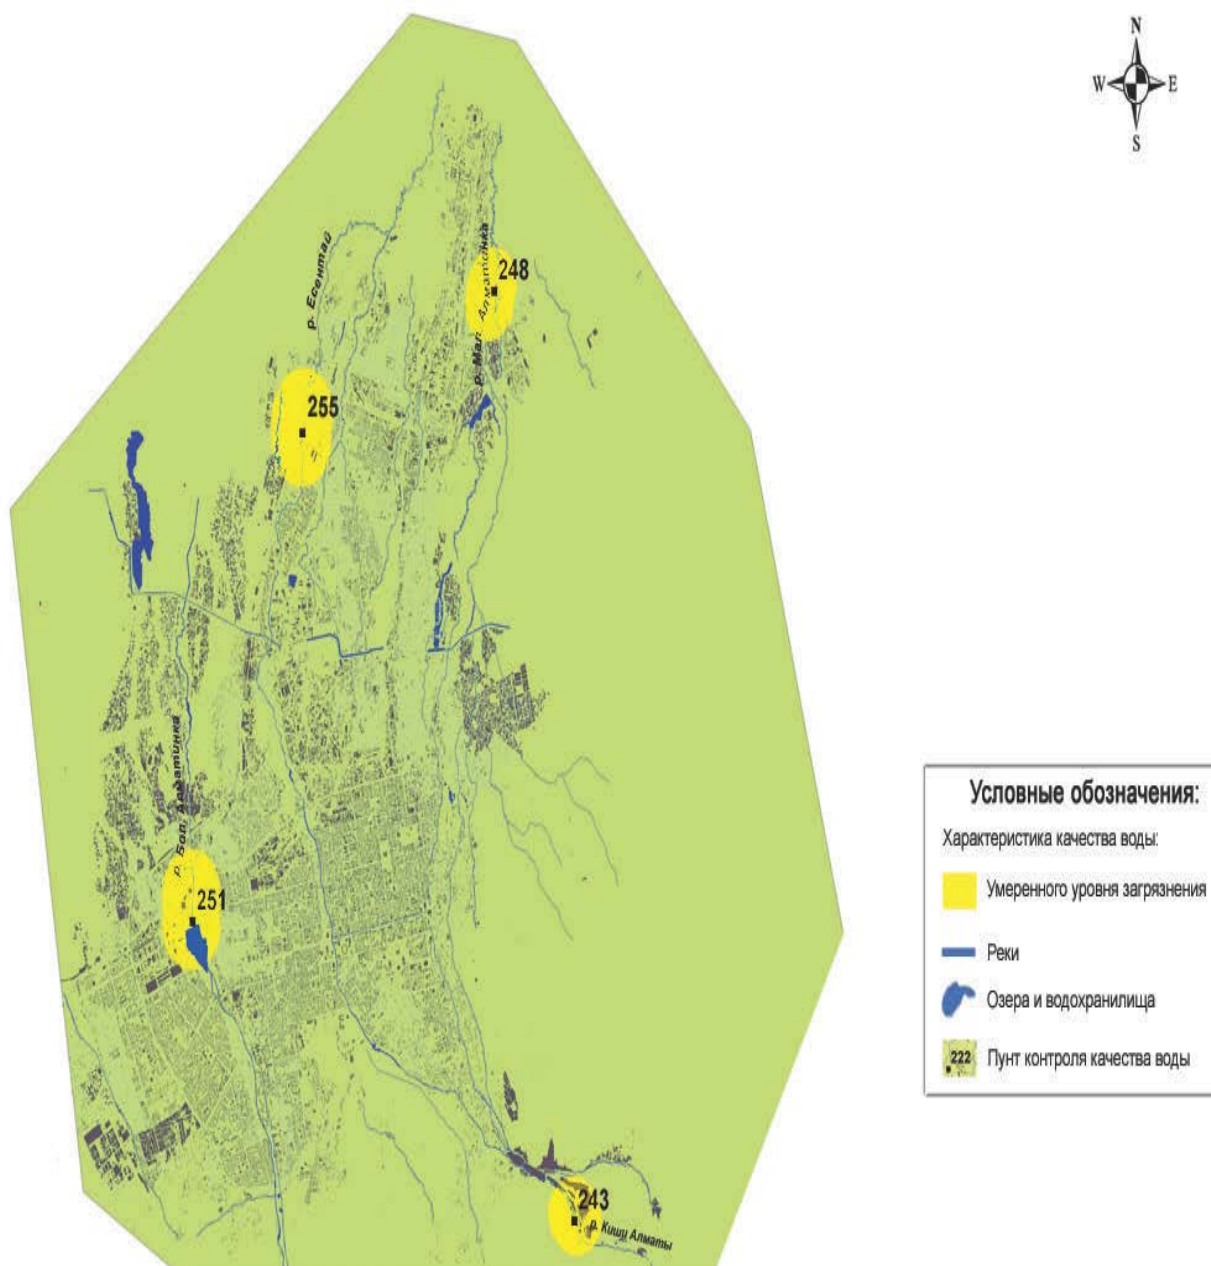 N
W E
S
р. Есентай
р. Мал. Алматинка
248
255
р. Бол. Алматинка
251
243
р. Киши Алматы
Условные обозначения:
Характеристика качества воды:
Умеренного уровня загрязнения
Реки
Озера и водохранилища
222 Пунт контроля качества воды